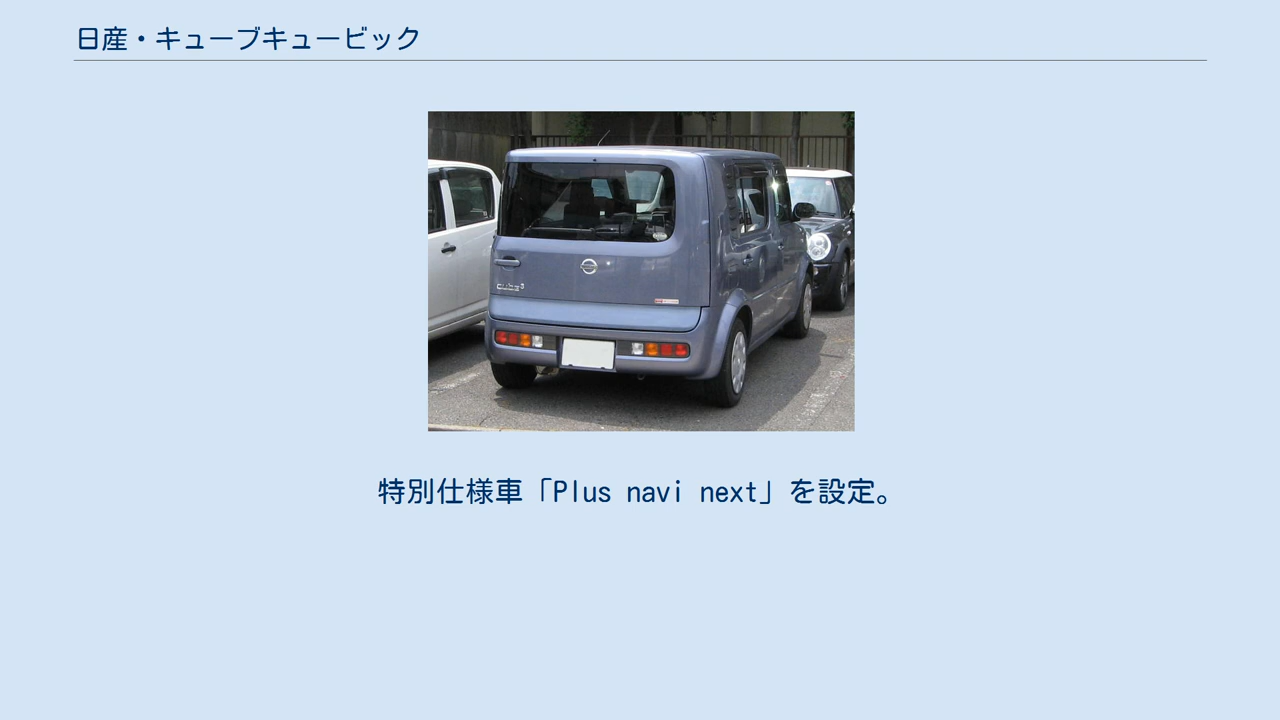 日産・キューブキュービック
cube³
特別仕様車「Plus navi next」を設定。